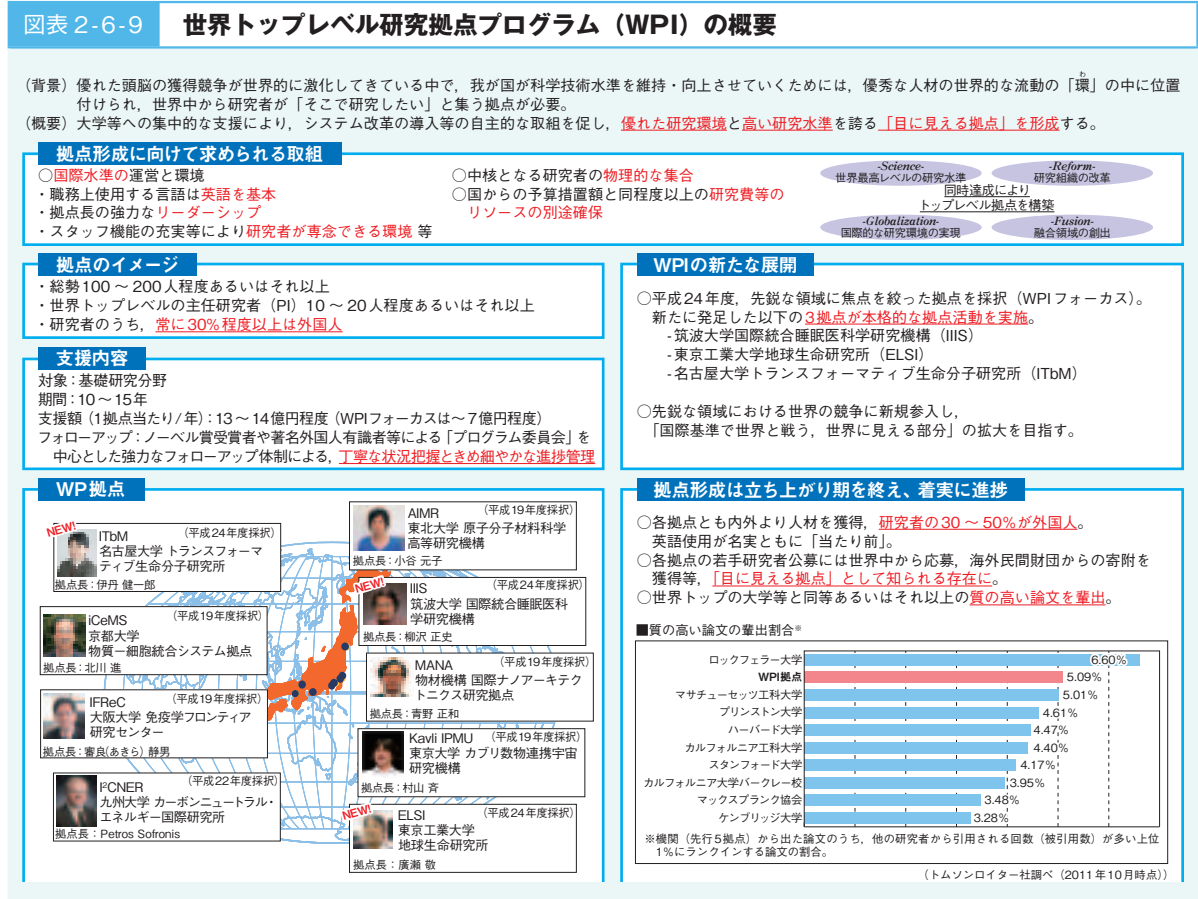 図表2-6-9 世界トップレベル研究拠点プログラム（WPI）の概要
（背景）優れた頭脳の獲得競争が世界的に激化してきている中で，我が国が科学技術水準を維持・向上させていくためには，優秀な人材の世界的な流動の「環」の中に位置
わ
付けられ，世界中から研究者が「そこで研究したい」と集う拠点が必要。
（概要）大学等への集中的な支援により，システム改革の導入等の自主的な取組を促し，優れた研究環境と高い研究水準を誇る「目に見える拠点」を形成する。
拠点形成に向けて求められる取組
○国際水準の運営と環境
・職務上使用する言語は英語を基本
・拠点長の強力なリーダーシップ
・スタッフ機能の充実等により研究者が専念できる環境 等
○中核となる研究者の物理的な集合
○国からの予算措置額と同程度以上の研究費等の
リソースの別途確保
-Science-
世界最高レベルの研究水準
-Reform-
研究組織の改革
同時達成により
トップレベル拠点を構築
-Globalization-
国際的な研究環境の実現
-Fusion-
融合領域の創出
拠点のイメージ
・総勢100～200人程度あるいはそれ以上
・世界トップレベルの主任研究者（PI）10～20人程度あるいはそれ以上
・研究者のうち，常に30％程度以上は外国人
支援内容
対象：基礎研究分野
期間：10～15年
支援額（1拠点当たり/年）：13～14億円程度（WPIフォーカスは～7億円程度）
フォローアップ：ノーベル賞受賞者や著名外国人有識者等による「プログラム委員会」を
中心とした強力なフォローアップ体制による，丁寧な状況把握ときめ細やかな進捗管理
WPIの新たな展開
○平成24年度，先鋭な領域に焦点を絞った拠点を採択（WPIフォーカス）。
新たに発足した以下の3拠点が本格的な拠点活動を実施。
-筑波大学国際統合睡眠医科学研究機構（IIIS）
-東京工業大学地球生命研究所（ELSI）
-名古屋大学トランスフォーマティブ生命分子研究所（ITbM）
○先鋭な領域における世界の競争に新規参入し，
「国際基準で世界と戦う，世界に見える部分」の拡大を目指す。
WP拠点
NEW!
ITbM （平成24年度採択）
名古屋大学 トランスフォーマ
ティブ生命分子研究所
拠点長：伊丹 健一郎
iCeMS （平成19年度採択）
京都大学
物質－細胞統合システム拠点
拠点長：北川 進
IFReC （平成19年度採択）
大阪大学 免疫学フロンティア
研究センター
拠点長：審良(あきら) 静男
I²CNER （平成22年度採択）
九州大学 カーボンニュートラル・
エネルギー国際研究所
拠点長：Petros Sofronis
AIMR （平成19年度採択）
東北大学 原子分子材料科学
高等研究機構
拠点長：小谷 元子
NEW!
IIIS （平成24年度採択）
筑波大学 国際統合睡眠医科
学研究機構
拠点長：柳沢 正史
MANA （平成19年度採択）
物材機構 国際ナノアーキテク
トニクス研究拠点
拠点長：青野 正和
Kavli IPMU （平成19年度採択）
東京大学 カブリ数物連携宇宙
研究機構
拠点長：村山 斉
NEW!
ELSI （平成24年度採択）
東京工業大学
地球生命研究所
拠点長：廣瀬 敬
拠点形成は立ち上がり期を終え、着実に進捗
○各拠点とも内外より人材を獲得，研究者の30～50％が外国人。
英語使用が名実ともに「当たり前」。
○各拠点の若手研究者公募には世界中から応募，海外民間財団からの寄附を
獲得等，「目に見える拠点」として知られる存在に。
○世界トップの大学等と同等あるいはそれ以上の質の高い論文を輩出。
■質の高い論文の輩出割合※
ロックフェラー大学 6.60%
WPI拠点 5.09%
マサチューセッツ工科大学 5.01%
プリンストン大学 4.61%
ハーバード大学 4.47%
カルフォルニア工科大学 4.40%
スタンフォード大学 4.17%
カルフォルニア大学バークレー校 3.95%
マックスプランク協会 3.48%
ケンブリッジ大学 3.28%
※機関（先行5拠点）から出た論文のうち，他の研究者から引用される回数（被引用数）が多い上位
1％にランクインする論文の割合。
（トムソンロイター社調べ（2011年10月時点））